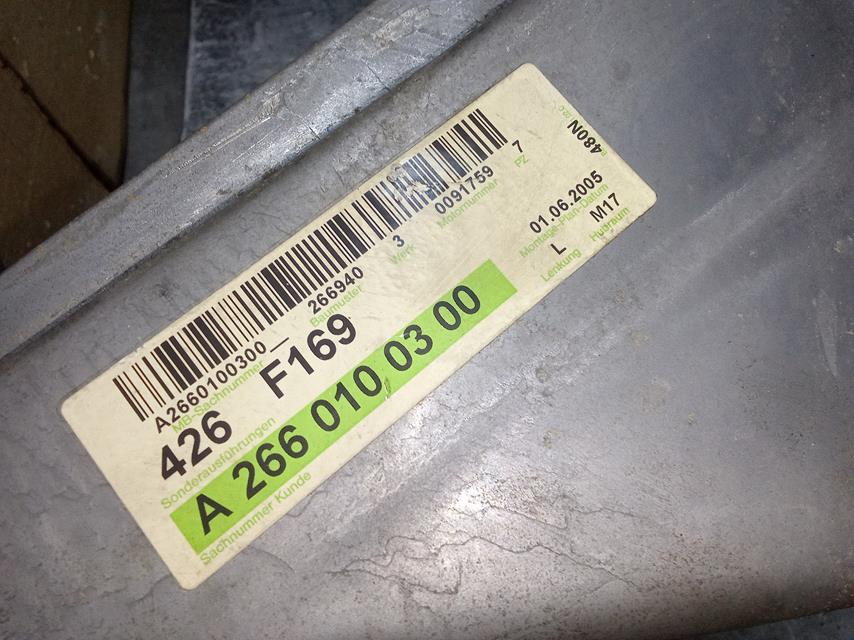 A2660100300 266940 3 0091759 7
MB-Sachnummer Baumuster Werk Motornummer PZ
480N
426 F169 01.06.2005
Sonderausführungen Montage-Plan-Datum
A 266 010 03 00 L M17
Sachnummer Kunde Lenkung Hubraum